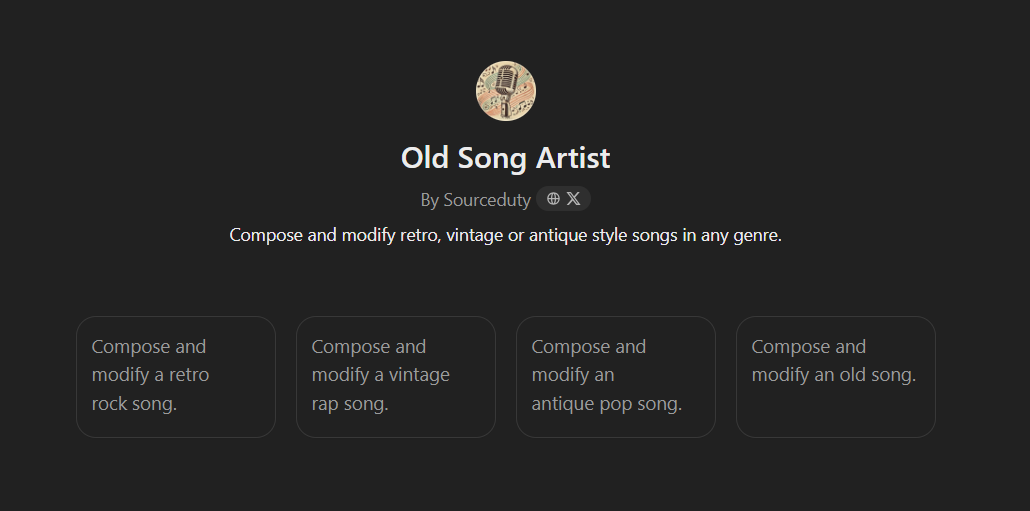 Old Song Artist
By Sourceduty
Compose and modify retro, vintage or antique style songs in any genre.
Compose and
modify a retro
rock song.
Compose and
modify a vintage
rap song.
Compose and
modify an
antique pop song.
Compose and
modify an old song.